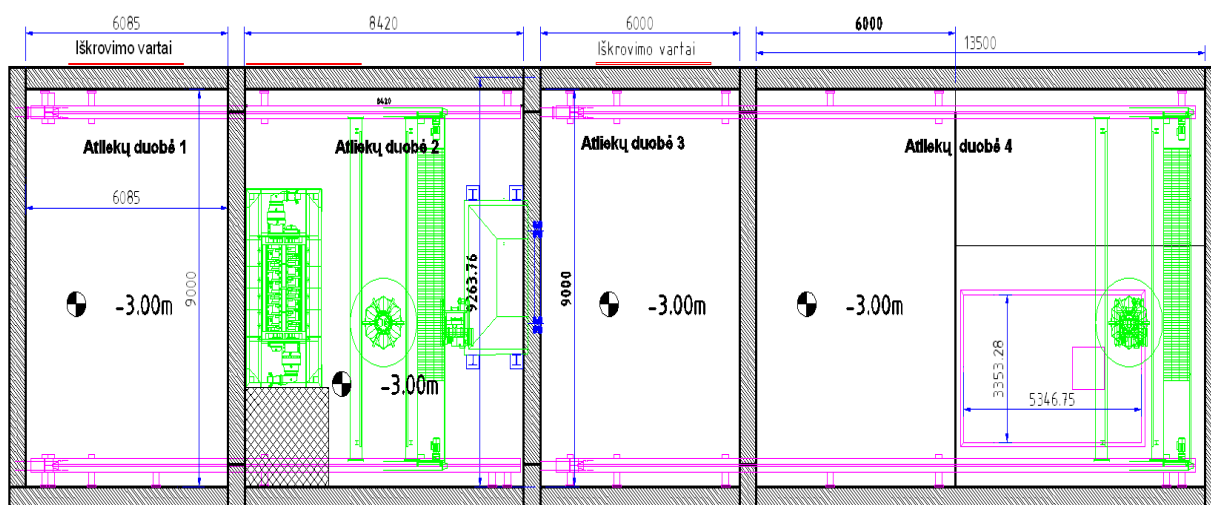 6085
8420
6000
6000
13500
Iškrovimo vartai
Iškrovimo vartai
8420
Atliekų duobė 1
Atliekų duobė 2
Atliekų duobė 3
Atliekų duobė 4
6085
9000
9263.76
9000
-3.00m
-3.00m
-3.00m
-3.00m
3353.28
5346.75